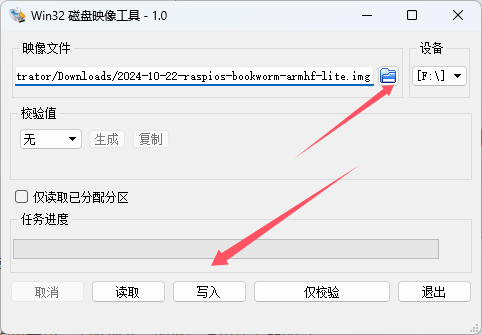 Win32 磁盘映像工具 - 1.0
映像文件
设备
trator/Downloads/2024-10-22-raspios-bookworm-armhf-lite.img
[F:\]
校验值
无
生成
复制
仅读取已分配分区
任务进度
取消
读取
写入
仅校验
退出